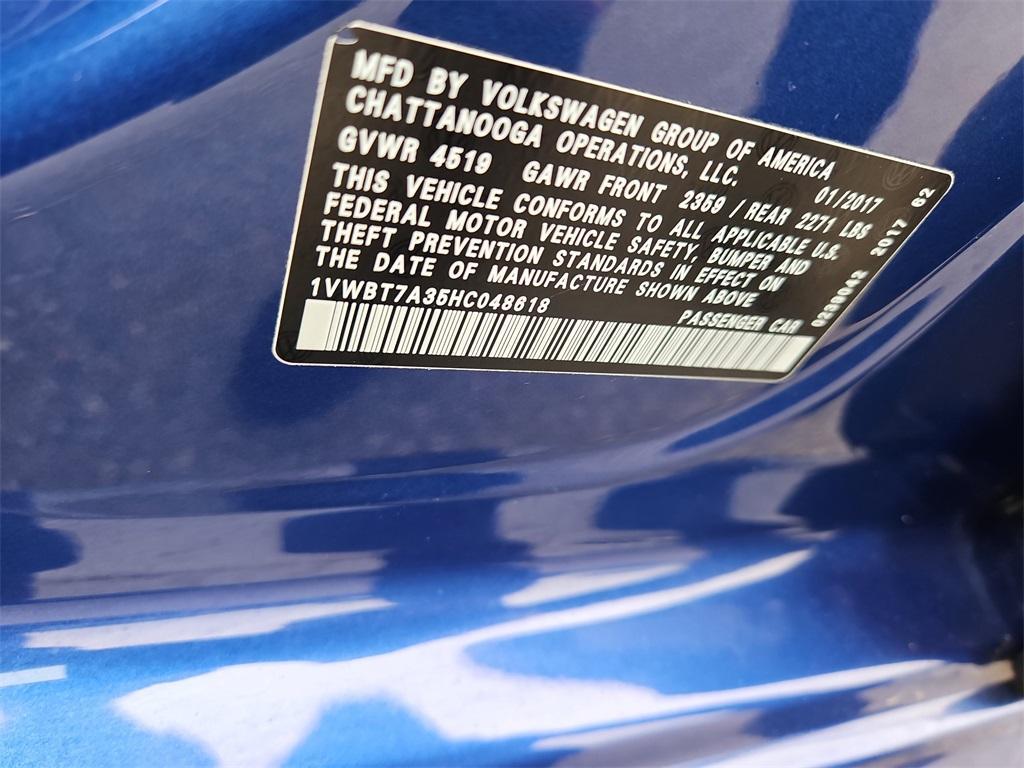 MFD BY VOLKSWAGEN GROUP OF AMERICA
CHATTANOOGA OPERATIONS, LLC. 01/2017
GVWR 4519 GAWR FRONT 2359 / REAR 2271 LBS
THIS VEHICLE CONFORMS TO ALL APPLICABLE U.S.
FEDERAL MOTOR VEHICLE SAFETY, BUMPER AND
THEFT PREVENTION STANDARDS IN EFFECT ON
THE DATE OF MANUFACTURE SHOWN ABOVE
1VWBT7A35HC048618 PASSENGER CAR
0239042 2017 62